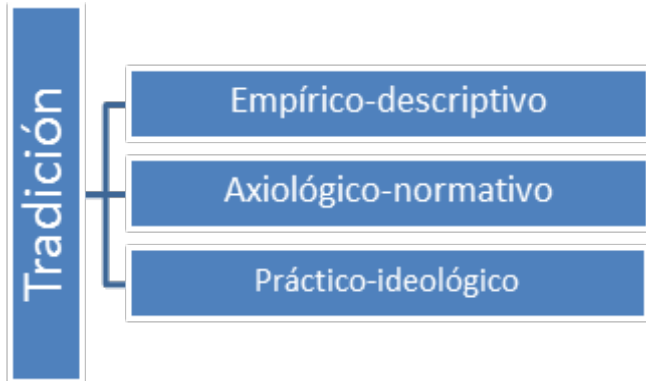 Tradición
Empírico-descriptivo
Axiológico-normativo
Práctico-ideológico